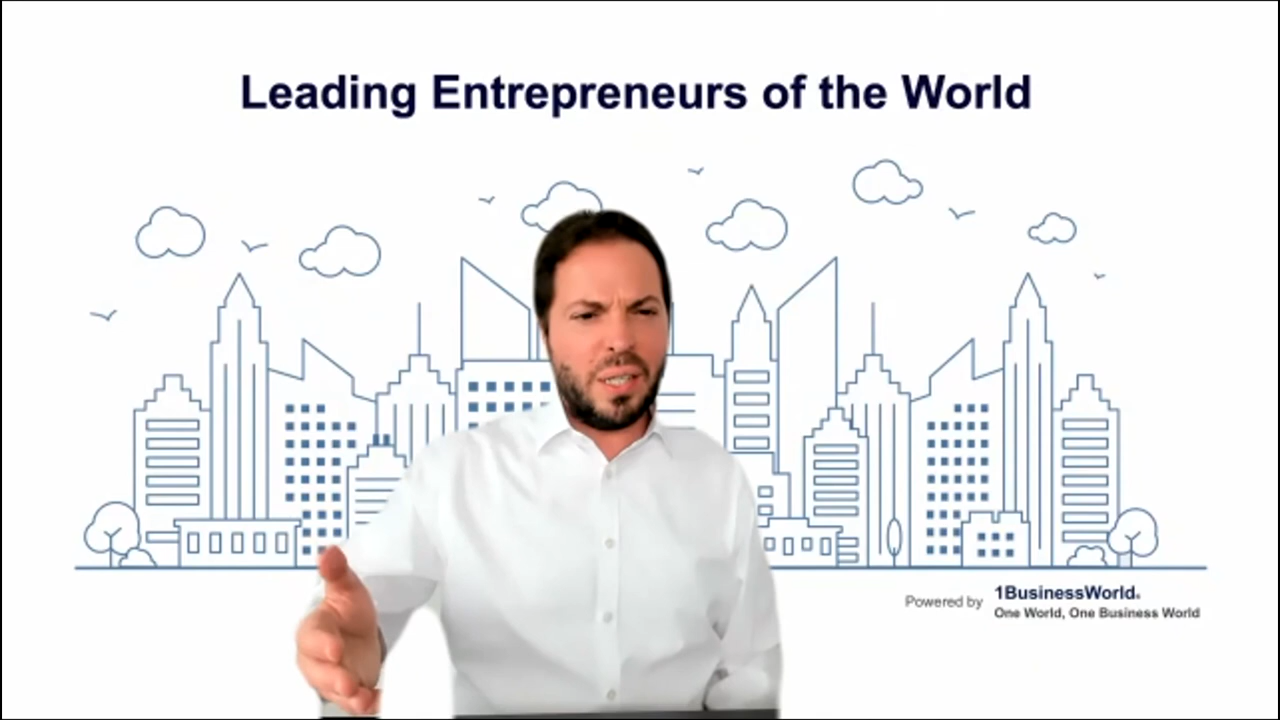 Leading Entrepreneurs of the World
Powered by
1BusinessWorld®
One World, One Business World